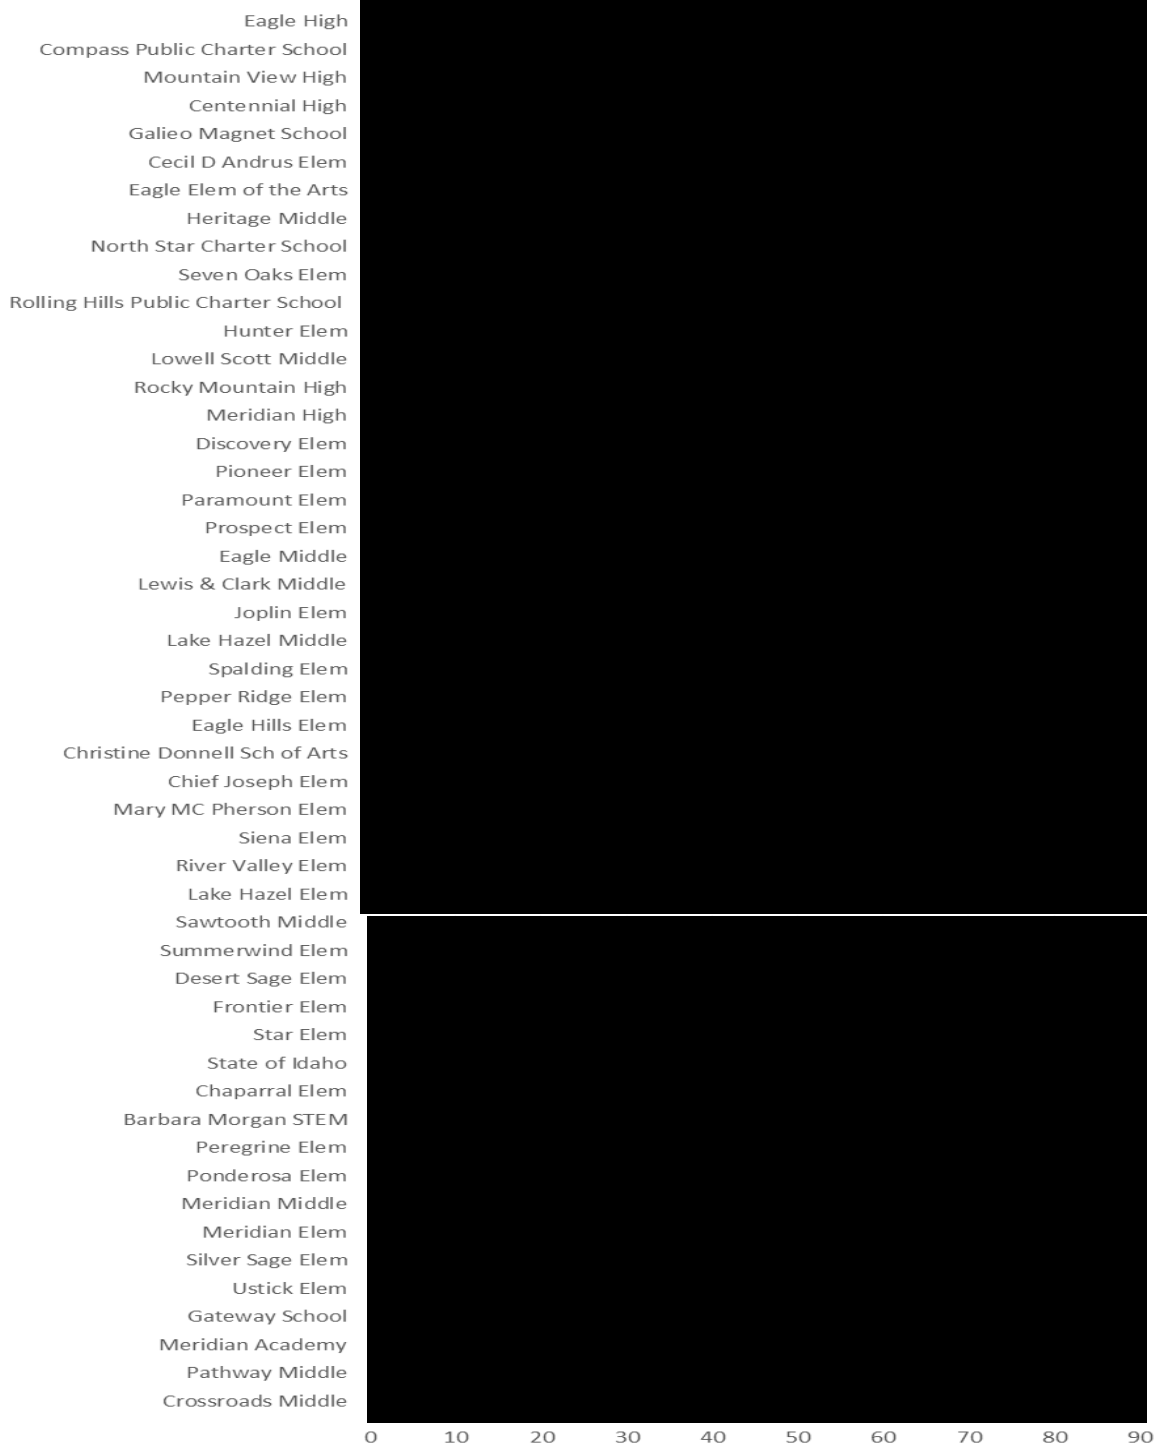 Eagle High
Compass Public Charter School
Mountain View High
Centennial High
Galieo Magnet School
Cecil D Andrus Elem
Eagle Elem of the Arts
Heritage Middle
North Star Charter School
Seven Oaks Elem
Rolling Hills Public Charter School
Hunter Elem
Lowell Scott Middle
Rocky Mountain High
Meridian High
Discovery Elem
Pioneer Elem
Paramount Elem
Prospect Elem
Eagle Middle
Lewis & Clark Middle
Joplin Elem
Lake Hazel Middle
Spalding Elem
Pepper Ridge Elem
Eagle Hills Elem
Christine Donnell Sch of Arts
Chief Joseph Elem
Mary MC Pherson Elem
Siena Elem
River Valley Elem
Lake Hazel Elem
Sawtooth Middle
Summerwind Elem
Desert Sage Elem
Frontier Elem
Star Elem
State of Idaho
Chaparral Elem
Barbara Morgan STEM
Peregrine Elem
Ponderosa Elem
Meridian Middle
Meridian Elem
Silver Sage Elem
Ustick Elem
Gateway School
Meridian Academy
Pathway Middle
Crossroads Middle
0 10 20 30 40 50 60 70 80 90